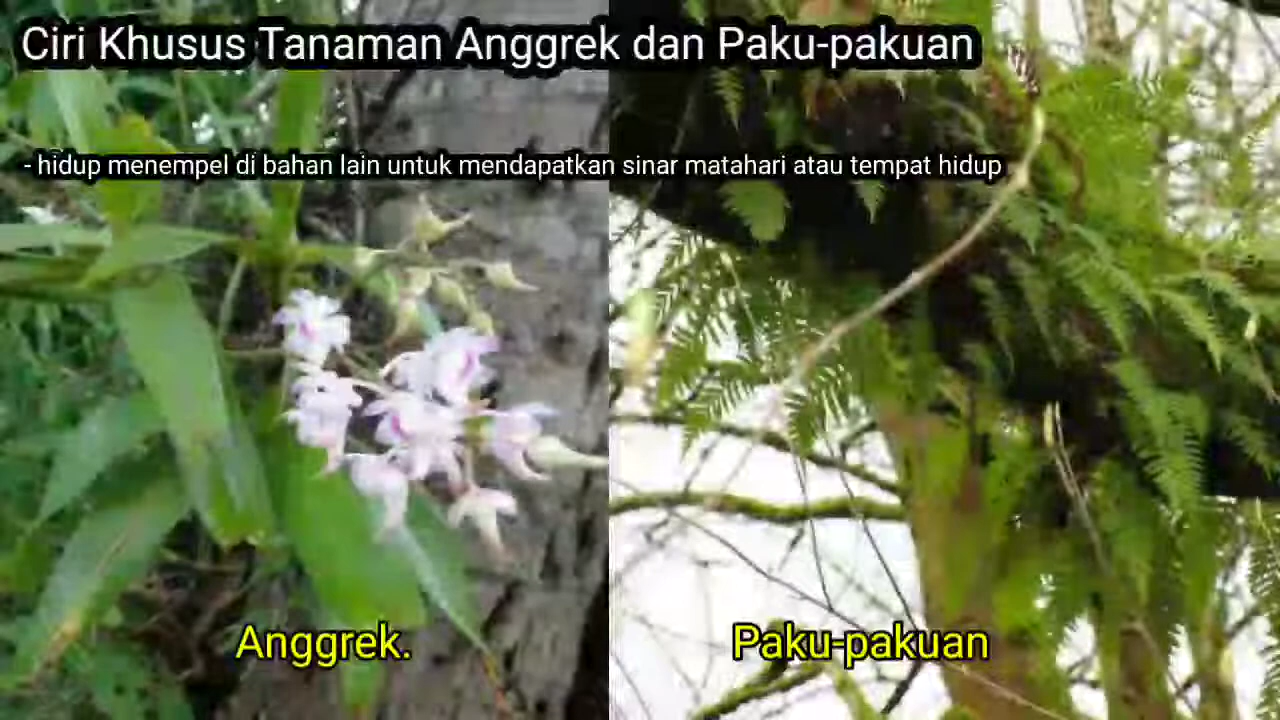 Ciri Khusus Tanaman Anggrek dan Paku-pakuan
- hidup menempel di bahan lain untuk mendapatkan sinar matahari atau tempat hidup
Anggrek.
Paku-pakuan